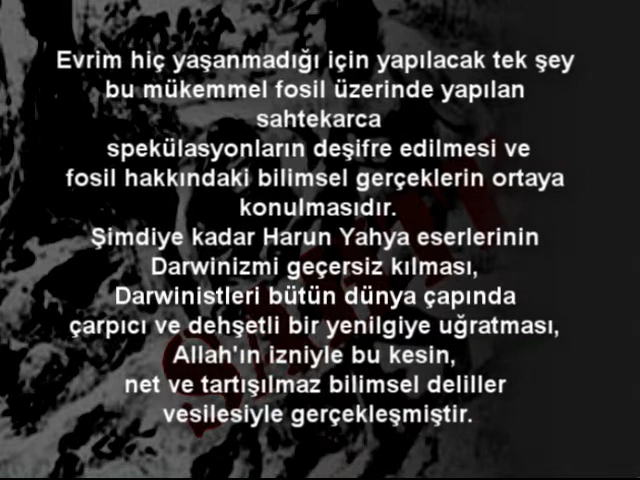 Evrim hiç yaşanmadığı için yapılacak tek şey
bu mükemmel fosil üzerinde yapılan
sahtekarca
spekülasyonların deşifre edilmesi ve
fosil hakkındaki bilimsel gerçeklerin ortaya
konulmasıdır.
Şimdiye kadar Harun Yahya eserlerinin
Darwinizmi geçersiz kılması,
Darwinistleri bütün dünya çapında
çarpıcı ve dehşetli bir yenilgiye uğratması,
Allah'ın izniyle bu kesin,
net ve tartışılmaz bilimsel deliller
vesilesiyle gerçekleşmiştir.